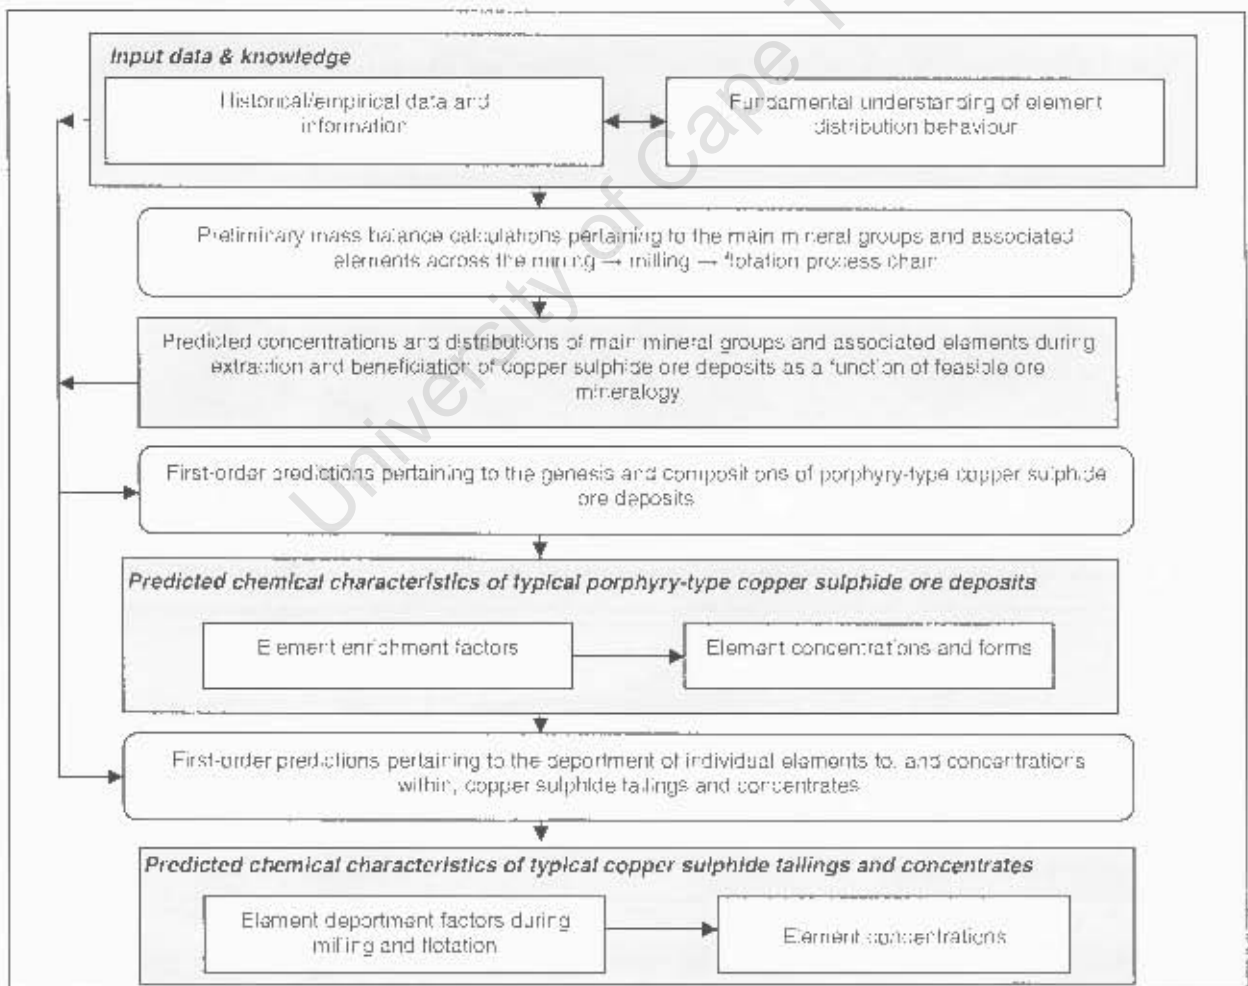 Input data & knowledge
Historical/empirical data and
information
Fundamental understanding of element
distribution behaviour
Preliminary mass balance calculations pertaining to the main mineral groups and associated
elements across the mining → milling → flotation process chain
Predicted concentrations and distributions of main mineral groups and associated elements during
extraction and beneficiation of copper sulphide ore deposits as a function of feasible ore
mineralogy
First-order predictions pertaining to the genesis and compositions of porphyry-type copper sulphide
ore deposits
Predicted chemical characteristics of typical porphyry-type copper sulphide ore deposits
Element enrichment factors
Element concentrations and forms
First-order predictions pertaining to the department of individual elements to, and concentrations
within, copper sulphide tailings and concentrates
Predicted chemical characteristics of typical copper sulphide tailings and concentrates
Element department factors during
milling and flotation
Element concentrations
University of Cape T